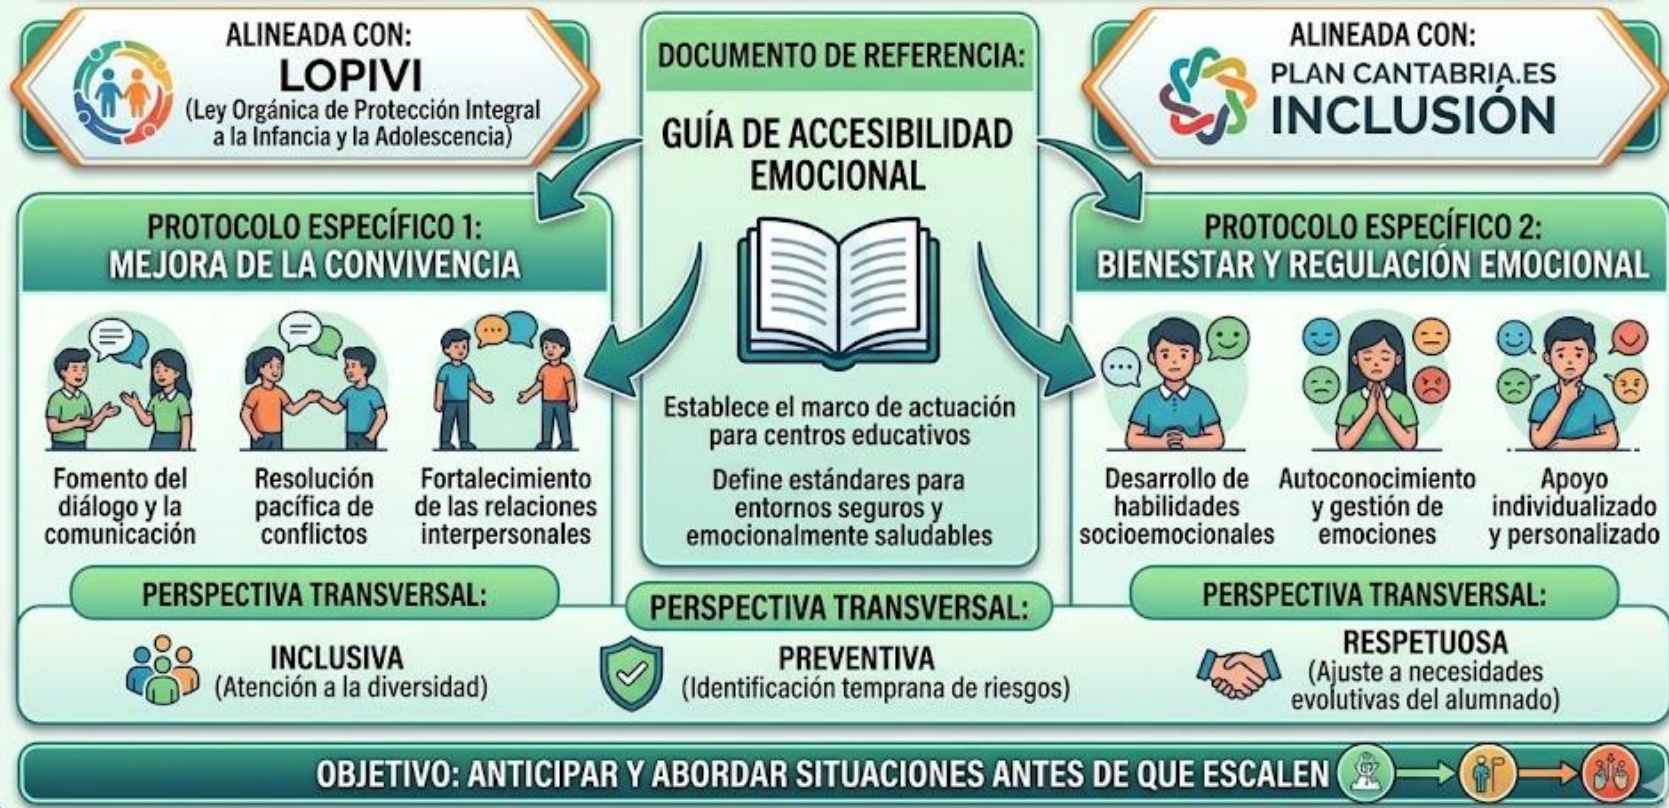 ALINEADA CON:
LOPIVI
(Ley Orgánica de Protección Integral
a la Infancia y la Adolescencia)
DOCUMENTO DE REFERENCIA:
GUÍA DE ACCESIBILIDAD
EMOCIONAL
Establece el marco de actuación
para centros educativos
Define estándares para
entornos seguros y
emocionalmente saludables
ALINEADA CON:
PLAN CANTABRIA.ES
INCLUSIÓN
PROTOCOLO ESPECÍFICO 1:
MEJORA DE LA CONVIVENCIA
Fomento del
diálogo y la
comunicación
Resolución
pacífica de
conflictos
Fortalecimiento
de las relaciones
interpersonales
PROTOCOLO ESPECÍFICO 2:
BIENESTAR Y REGULACIÓN EMOCIONAL
Desarrollo de
habilidades
socioemocionales
Autoconocimiento
y gestión de
emociones
Apoyo
individualizado
y personalizado
PERSPECTIVA TRANSVERSAL:
INCLUSIVA
(Atención a la diversidad)
PERSPECTIVA TRANSVERSAL:
PREVENTIVA
(Identificación temprana de riesgos)
PERSPECTIVA TRANSVERSAL:
RESPETUOSA
(Ajuste a necesidades
evolutivas del alumnado)
OBJETIVO: ANTICIPAR Y ABORDAR SITUACIONES ANTES DE QUE ESCALEN